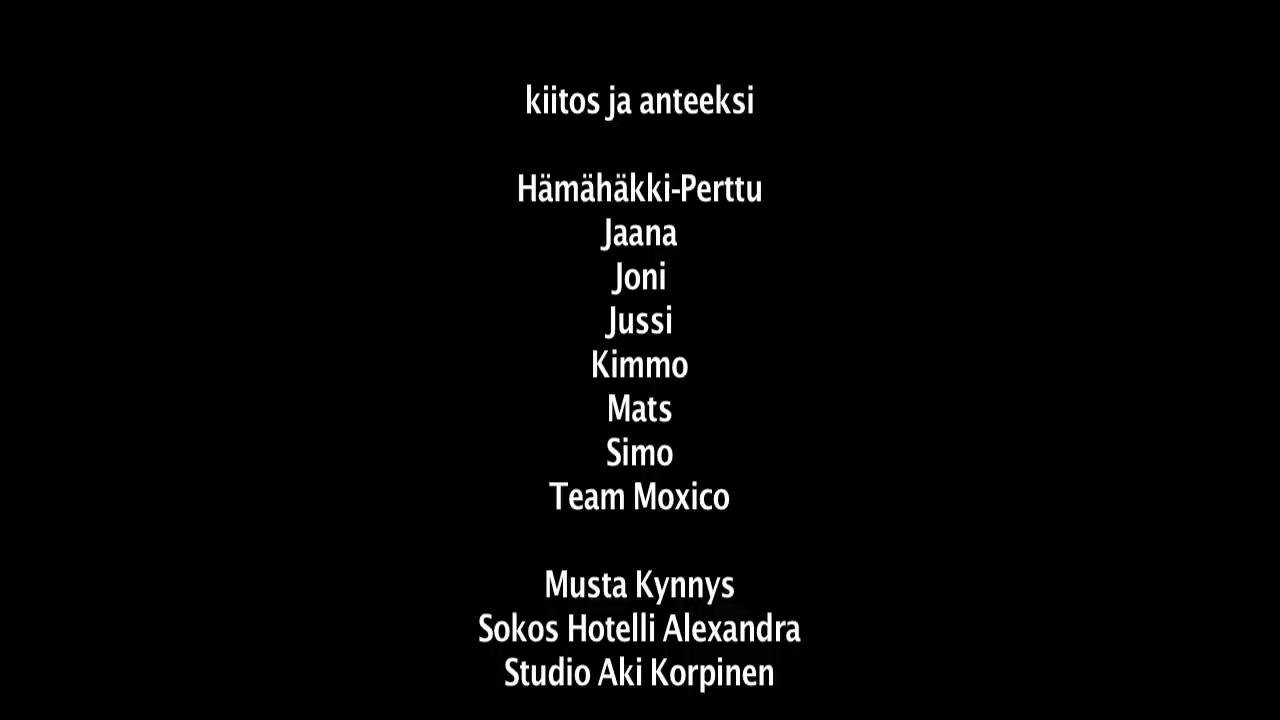 kiitos ja anteeksi
Hämähäkki-Perttu
Jaana
Joni
Jussi
Kimmo
Mats
Simo
Team Moxico
Musta Kynnys
Sokos Hotelli Alexandra
Studio Aki Korpinen